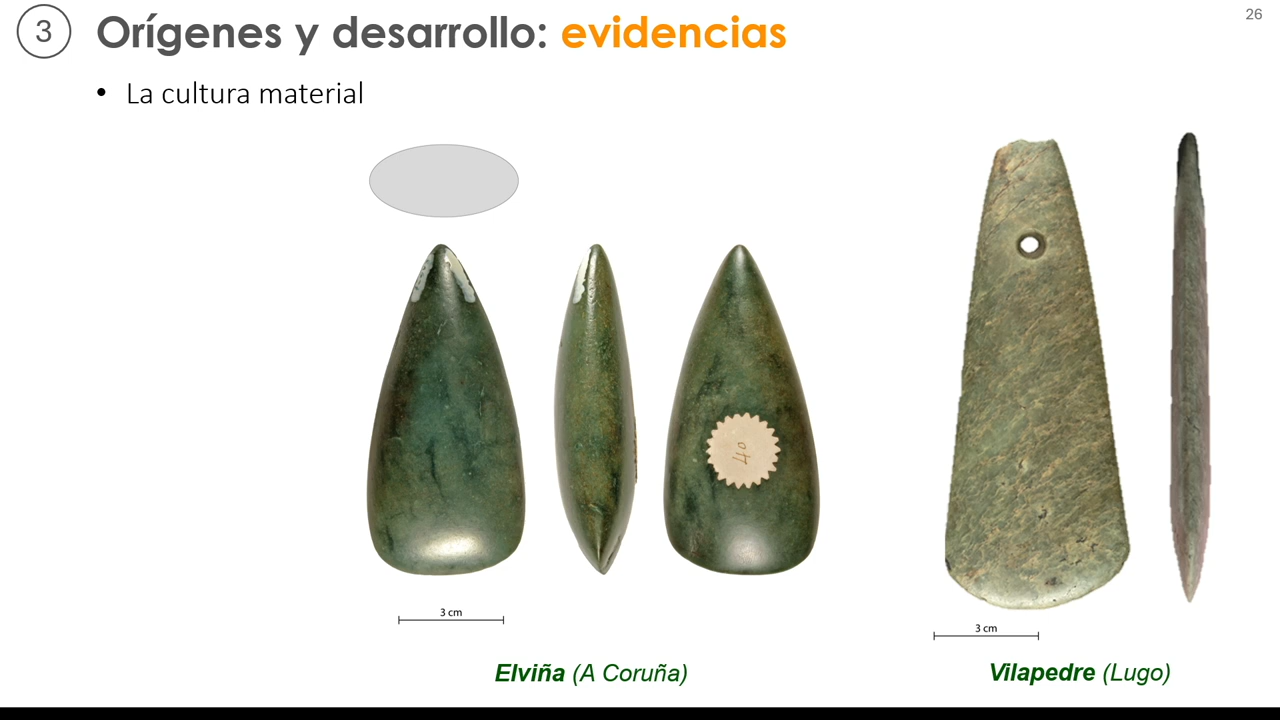 26
3 Orígenes y desarrollo: evidencias
• La cultura material
40
3 cm
3 cm
Elviña (A Coruña)
Vilapedre (Lugo)